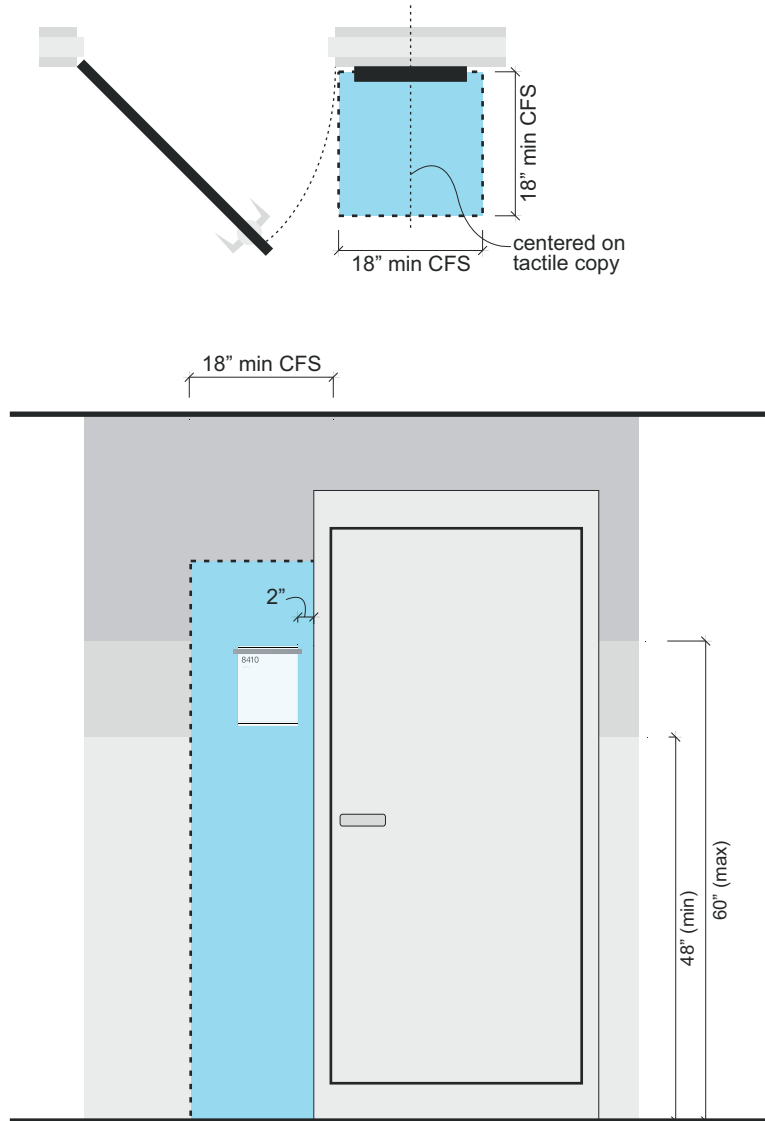 18” min CFS
18” min CFS
centered on
tactile copy
18” min CFS
2”
8410
48” (min)
60” (max)